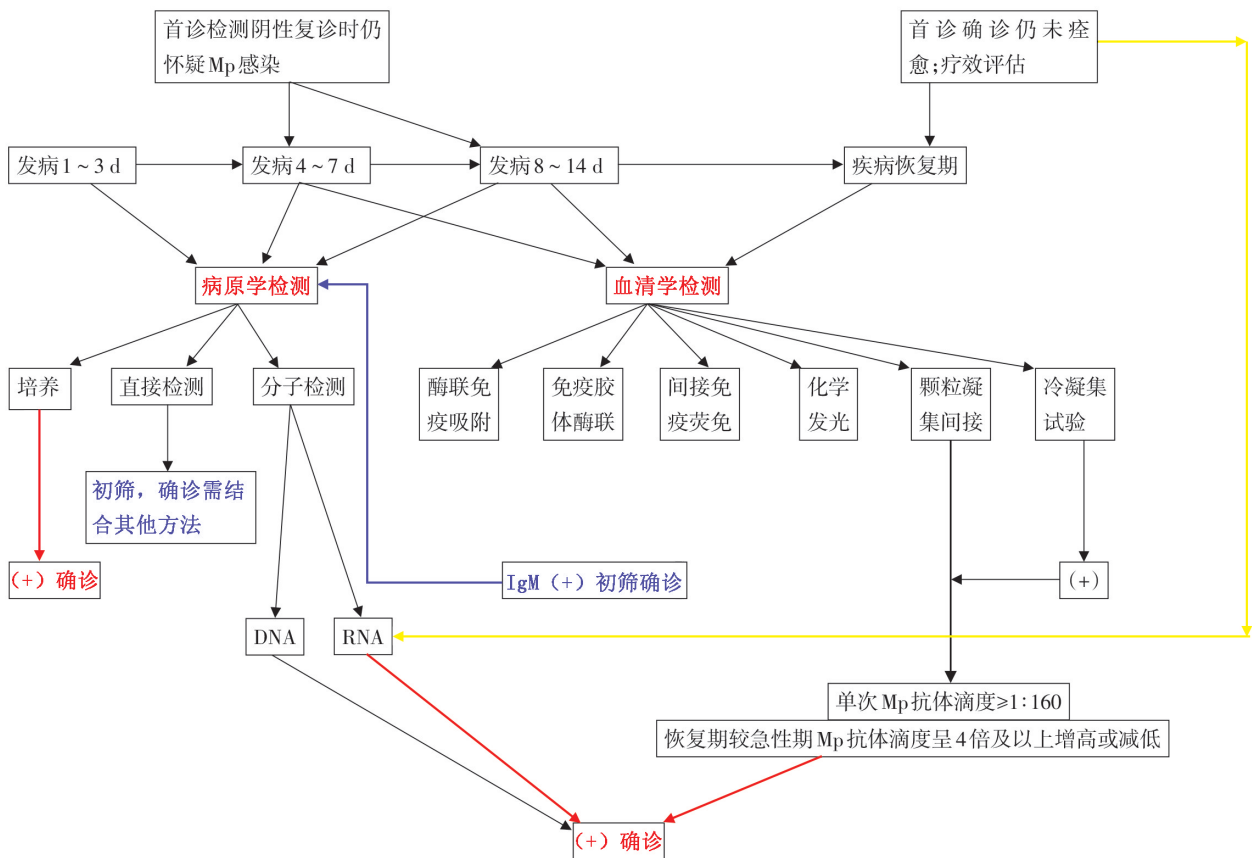 首诊检测阴性复诊时仍
怀疑Mp感染
首诊确诊仍未痊
愈;疗效评估
发病1～3 d
发病4～7 d
发病8～14 d
疾病恢复期
病原学检测
血清学检测
培养
直接检测
分子检测
酶联免
疫吸附
免疫胶
体酶联
间接免
疫荧免
化学
发光
颗粒凝
集间接
冷凝集
试验
初筛，确诊需结
合其他方法
(+)确诊
IgM（+）初筛确诊
(+)
DNA
RNA
单次Mp抗体滴度≥1∶160
恢复期较急性期Mp抗体滴度呈4倍及以上增高或减低
(+)确诊